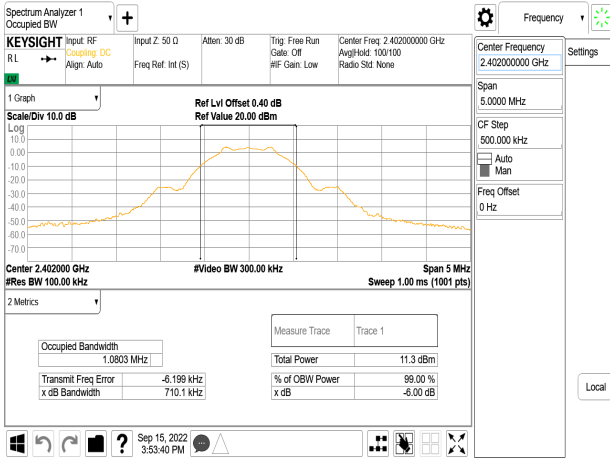 Spectrum Analyzer 1
Occupied BW
▼
+
Frequency
▼
KEYSIGHT
RL
Input: RF
Coupling: DC
Align: Auto
Input Z: 50 Ω
Freq Ref: Int (S)
Atten: 30 dB
Trig: Free Run
Gate: Off
#IF Gain: Low
Center Freq: 2.402000000 GHz
Avg|Hold: 100/100
Radio Std: None
LXI
1 Graph
▼
Scale/Div 10.0 dB
Ref Lvl Offset 0.40 dB
Ref Value 20.00 dBm
Log
10.0
0.00
-10.0
-20.0
-30.0
-40.0
-50.0
-60.0
-70.0
Center 2.402000 GHz
#Video BW 300.00 kHz
Span 5 MHz
#Res BW 100.00 kHz
Sweep 1.00 ms (1001 pts)
2 Metrics
▼
Measure Trace
Trace 1
Occupied Bandwidth
1.0803 MHz
Total Power
11.3 dBm
Transmit Freq Error
-6.199 kHz
% of OBW Power
99.00 %
x dB Bandwidth
710.1 kHz
x dB
-6.00 dB
Center Frequency
2.402000000 GHz
Settings
Span
5.0000 MHz
CF Step
500.000 kHz
Auto
Man
Freq Offset
0 Hz
Local
?
Sep 15, 2022
3:53:40 PM